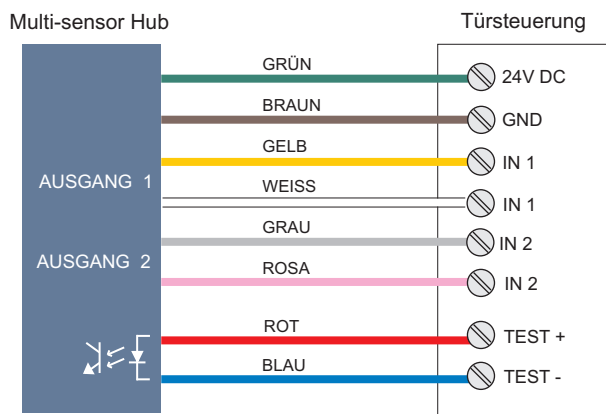 Multi-sensor Hub
Türsteuerung
GRÜN
24V DC
BRAUN
GND
GELB
IN 1
AUSGANG 1
WEISS
IN 1
GRAU
IN 2
AUSGANG 2
ROSA
IN 2
ROT
TEST +
BLAU
TEST -